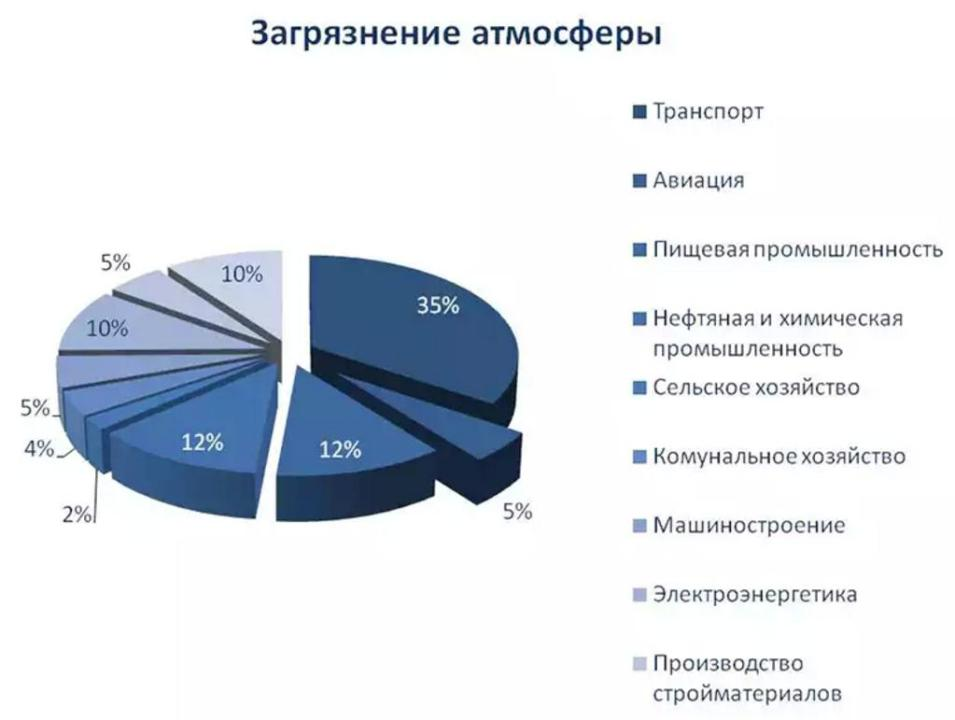 Загрязнение атмосферы
Транспорт
Авиация
Пищевая промышленность
Нефтяная и химическая
промышленность
Сельское хозяйство
Комунальное хозяйство
Машиностроение
Электроэнергетика
Производство
стройматериалов
35%
5%
12%
12%
2%
4%
5%
10%
5%
10%